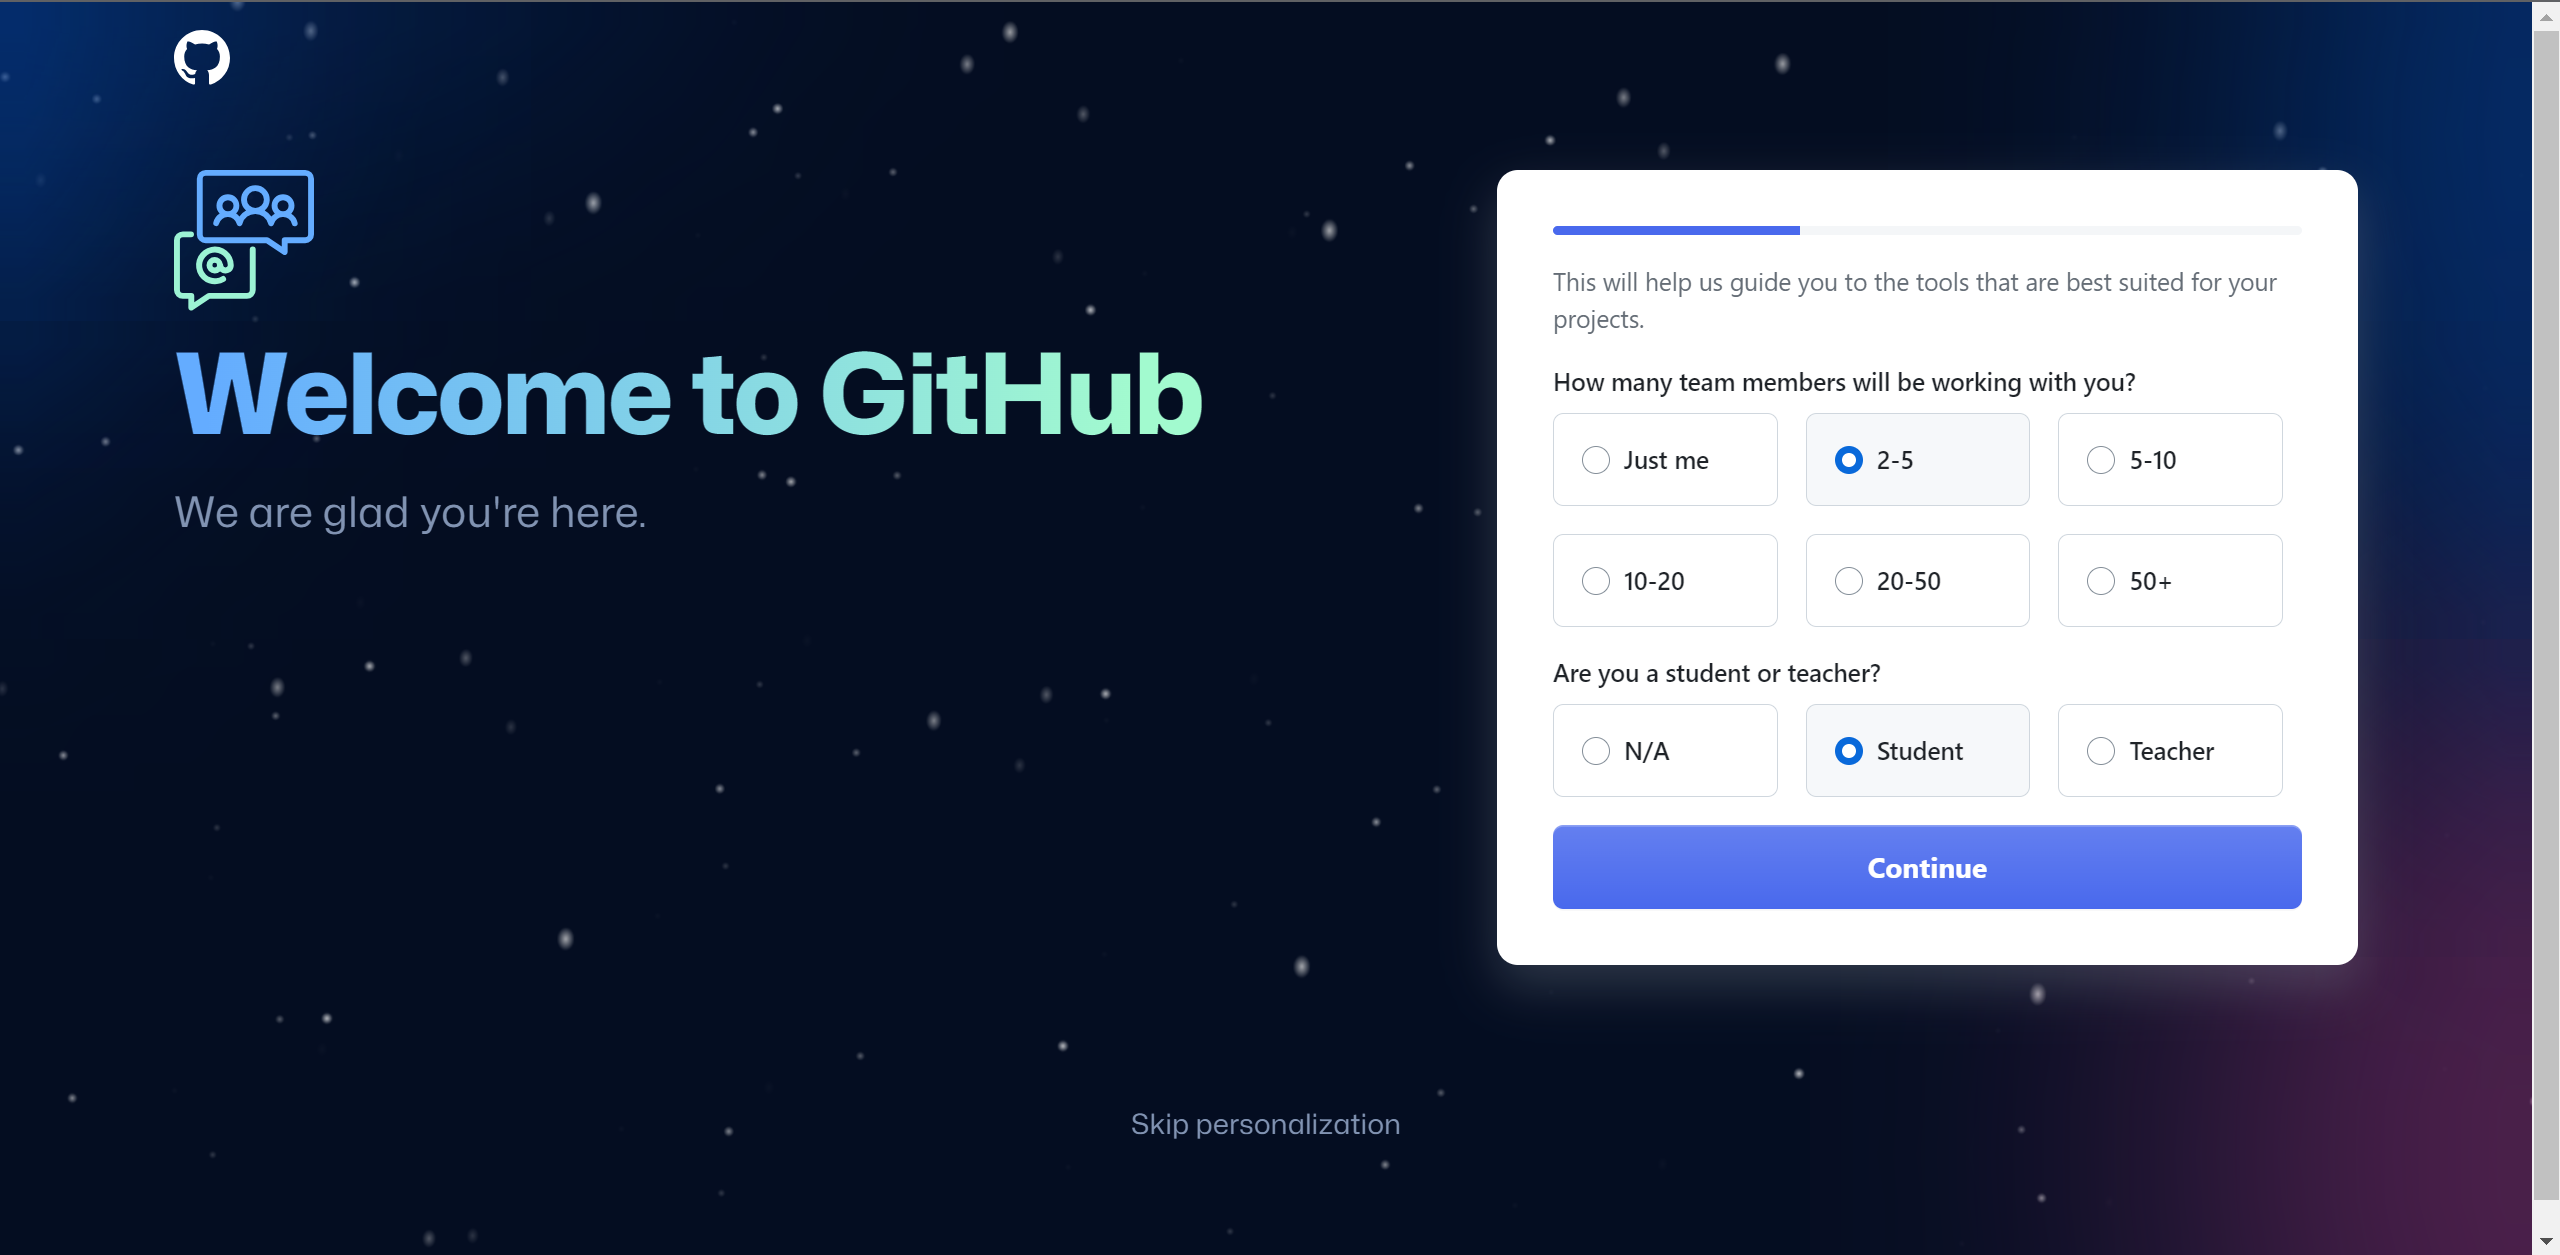 Welcome to GitHub
We are glad you're here.
This will help us guide you to the tools that are best suited for your
projects.
How many team members will be working with you?
Just me
2-5
5-10
10-20
20-50
50+
Are you a student or teacher?
N/A
Student
Teacher
Continue
Skip personalization